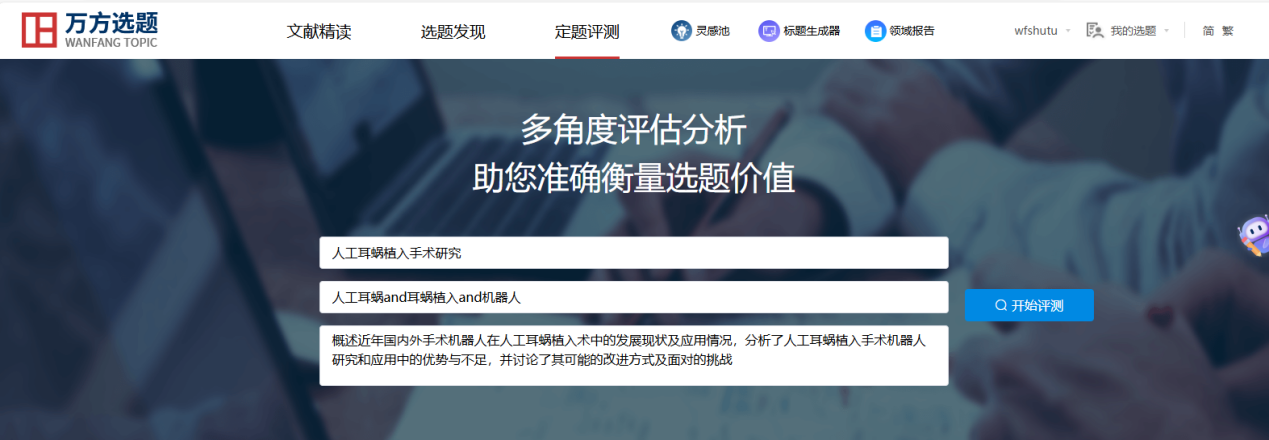 万方选题
WANFANG TOPIC
文献精读 选题发现 定题评测 灵感池 标题生成器 领域报告 wfshutu 我的选题 简 繁
多角度评估分析
助您准确衡量选题价值
人工耳蜗植入手术研究
人工耳蜗and耳蜗植入and机器人
开始评测
概述近年国内外手术机器人在人工耳蜗植入术中的发展现状及应用情况，分析了人工耳蜗植入手术机器人
研究和应用中的优势与不足，并讨论了其可能的改进方式及面对的挑战